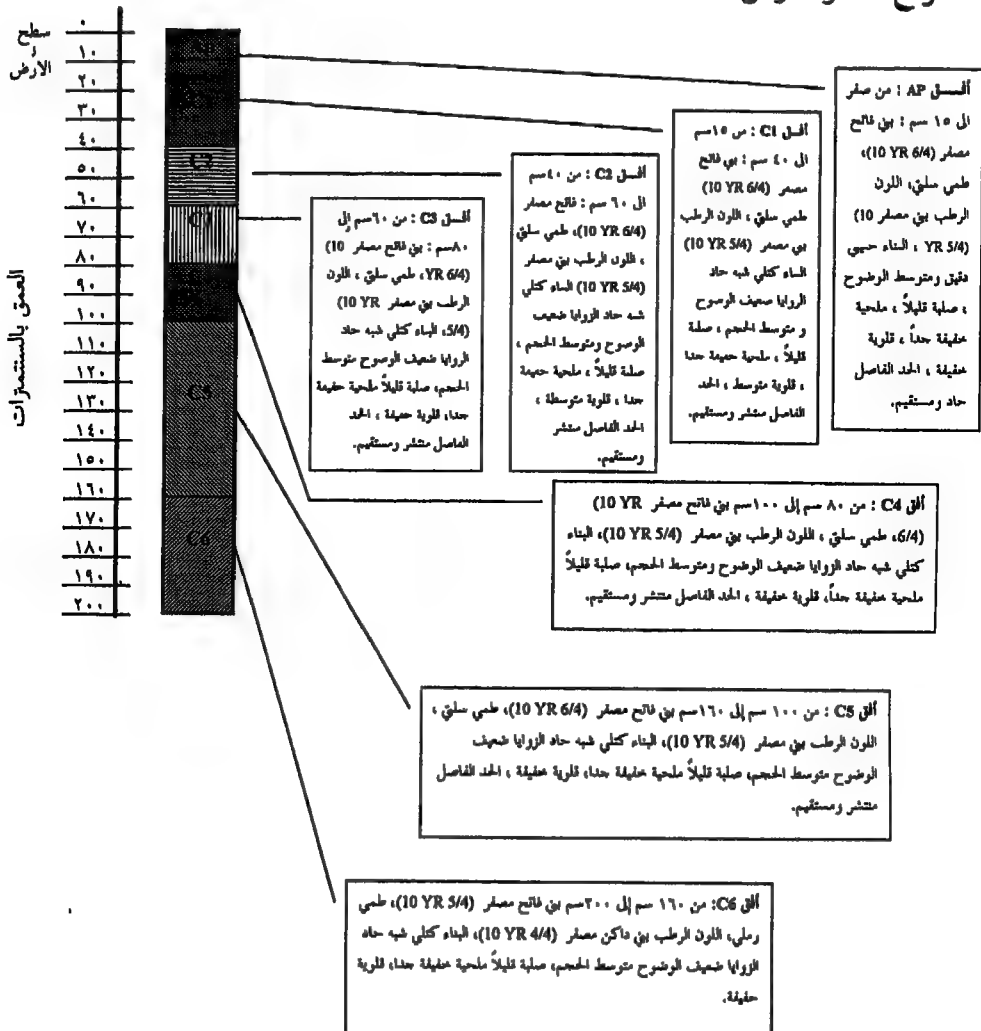 سطح
و
الارض
٠
١٠
٢٠
٣٠
٤٠
٥٠
٦٠
٧٠
٨٠
٩٠
١٠٠
١١٠
١٢٠
١٣٠
١٤٠
١٥٠
١٦٠
١٧٠
١٨٠
١٩٠
٢٠٠
العمق بالسنتمترات
C5
C6
أفسق AP : من صفر
الى ١٥ سم : بني فاتح
مصفر (10 YR 6/4)،
طمي سلتي، اللون
الرطب بني مصفر (10
YR 5/4) ، البناء حبيبي
دقيق ومتوسط الوضوح
، صلبة قليلاً ، ملحية
خفيفة جداً ، قلوية
خفيفة ، الحد الفاصل
حاد ومستقيم.
أفسق C1 : من ١٥سم
الى ٤٠ سم : بني فاتح
مصفر (10 YR 6/4)
طمي سلتي ، اللون الرطب
بني مصفر (10 YR 5/4)
البناء كتلي شبه حاد
الزوايا ضعيف الوضوح
و متوسط الحجم ، صلبة
قليلاً ، ملحية خفيفة جدا
، قلوية متوسط ، الحد
الفاصل منتشر ومستقيم.
أفسق C2 : من ٤٠سم
الى ٦٠ سم : فاتح مصفر
(10 YR 6/4)، طمي سلتي
، اللون الرطب بني مصفر
(10 YR 5/4) البناء كتلي
شبه حاد الزوايا ضعيف
الوضوح ومتوسط الحجم ،
صلبة قليلاً ، ملحية خفيفة
جدا ، قلوية متوسطة ،
الحد الفاصل منتشر
ومستقيم.
أفسق C3 : من ٦٠سم إلى
٨٠سم : بني فاتح مصفر (10
YR 6/4)، طمي سلتي ، اللون
الرطب بني مصفر (10 YR
5/4)، البناء كتلي شبه حاد
الزوايا ضعيف الوضوح متوسط
الحجم، صلبة قليلاً ملحية خفيفة
جدا، قلوية خفيفة ، الحد
الفاصل منتشر ومستقيم.
أفق C4 : من ٨٠ سم إلى ١٠٠سم بني فاتح مصفر (10 YR
6/4)، طمي سلتي ، اللون الرطب بني مصفر (10 YR 5/4)، البناء
كتلي شبه حاد الزوايا ضعيف الوضوح ومتوسط الحجم، صلبة قليلاً
ملحية خفيفة جداً، قلوية خفيفة ، الحد الفاصل منتشر ومستقيم.
أفق C5 : من ١٠٠ سم إلى ١٦٠سم بني فاتح مصفر (10 YR 6/4)، طمي سلتي ،
اللون الرطب بني مصفر (10 YR 5/4)، البناء كتلي شبه حاد الزوايا ضعيف
الوضوح متوسط الحجم، صلبة قليلاً ملحية خفيفة جدا، قلوية خفيفة ، الحد الفاصل
منتشر ومستقيم.
أفق C6: من ١٦٠ سم إلى ٢٠٠سم بني فاتح مصفر (10 YR 5/4)، طمي
رملي، اللون الرطب بني داكن مصفر (10 YR 4/4)، البناء كتلي شبه حاد
الزوايا ضعيف الوضوح متوسط الحجم، صلبة قليلاً ملحية خفيفة جدا، قلوية
خفيفة.